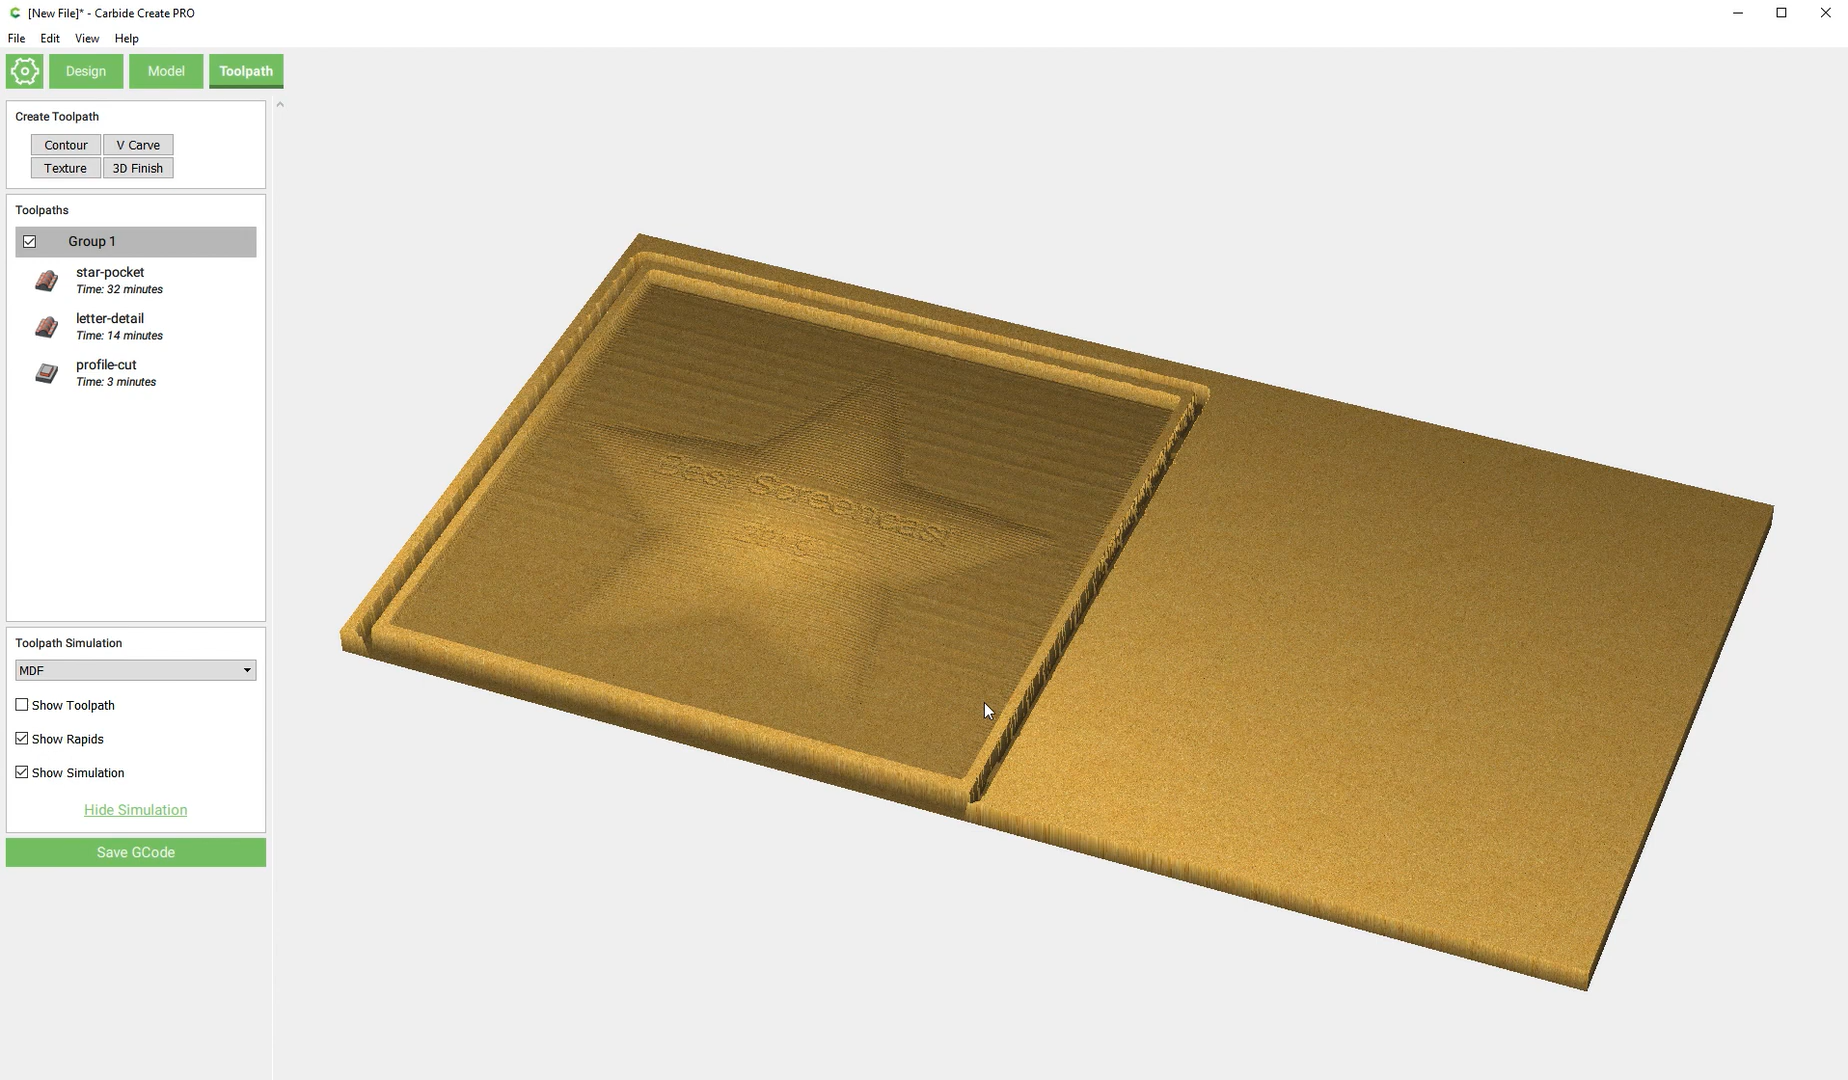 [New File]* - Carbide Create PRO
File Edit View Help
Design Model Toolpath
Create Toolpath
Contour V Carve
Texture 3D Finish
Toolpaths
Group 1
star-pocket
Time: 32 minutes
letter-detail
Time: 14 minutes
profile-cut
Time: 3 minutes
Best Screencast
Toolpath Simulation
MDF
Show Toolpath
Show Rapids
Show Simulation
Hide Simulation
Save GCode